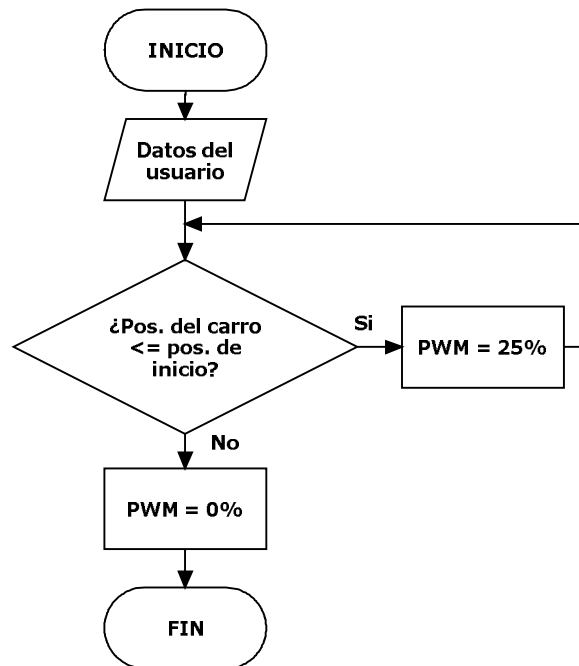 INICIO
Datos del
usuario
¿Pos. del carro
<= pos. de
inicio?
Si
PWM = 25%
No
PWM = 0%
FIN